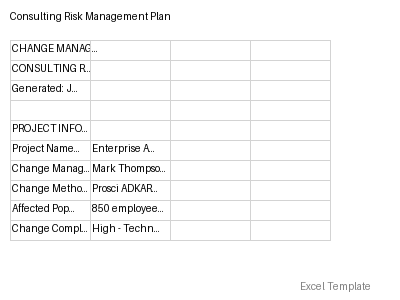 Consulting Risk Management Plan
CHANGE MANAG...
CONSULTING R...
Generated: J...
PROJECT INFO...
Project Name... Enterprise A...
Change Manag... Mark Thompso...
Change Metho... Prosci ADKAR...
Affected Pop... 850 employee...
Change Compl... High - Techn...
Excel Template